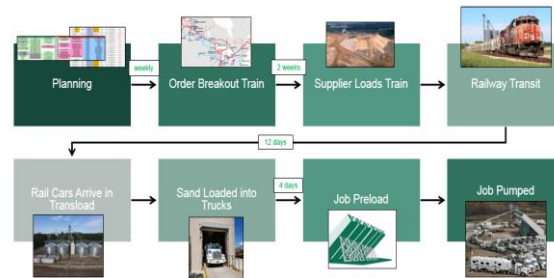 Planning
weekly
Order Breakout Train
2 weeks
Supplier Loads Train
Railway Transit
12 days
Rail Cars Arrive in
Transload
Sand Loaded into
Trucks
4 days
Job Preload
Job Pumped